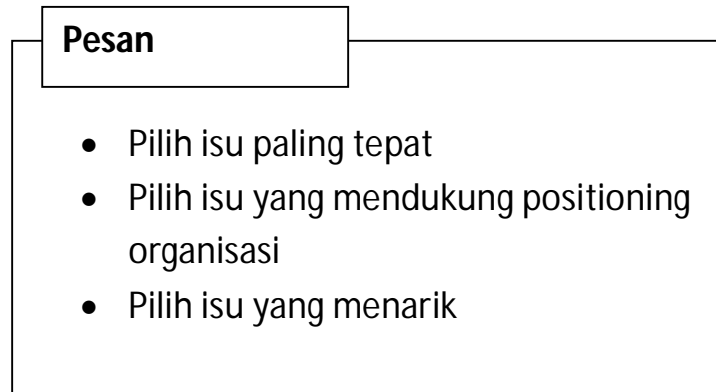 Pesan
• Pilih isu paling tepat
• Pilih isu yang mendukung positioning
organisasi
• Pilih isu yang menarik